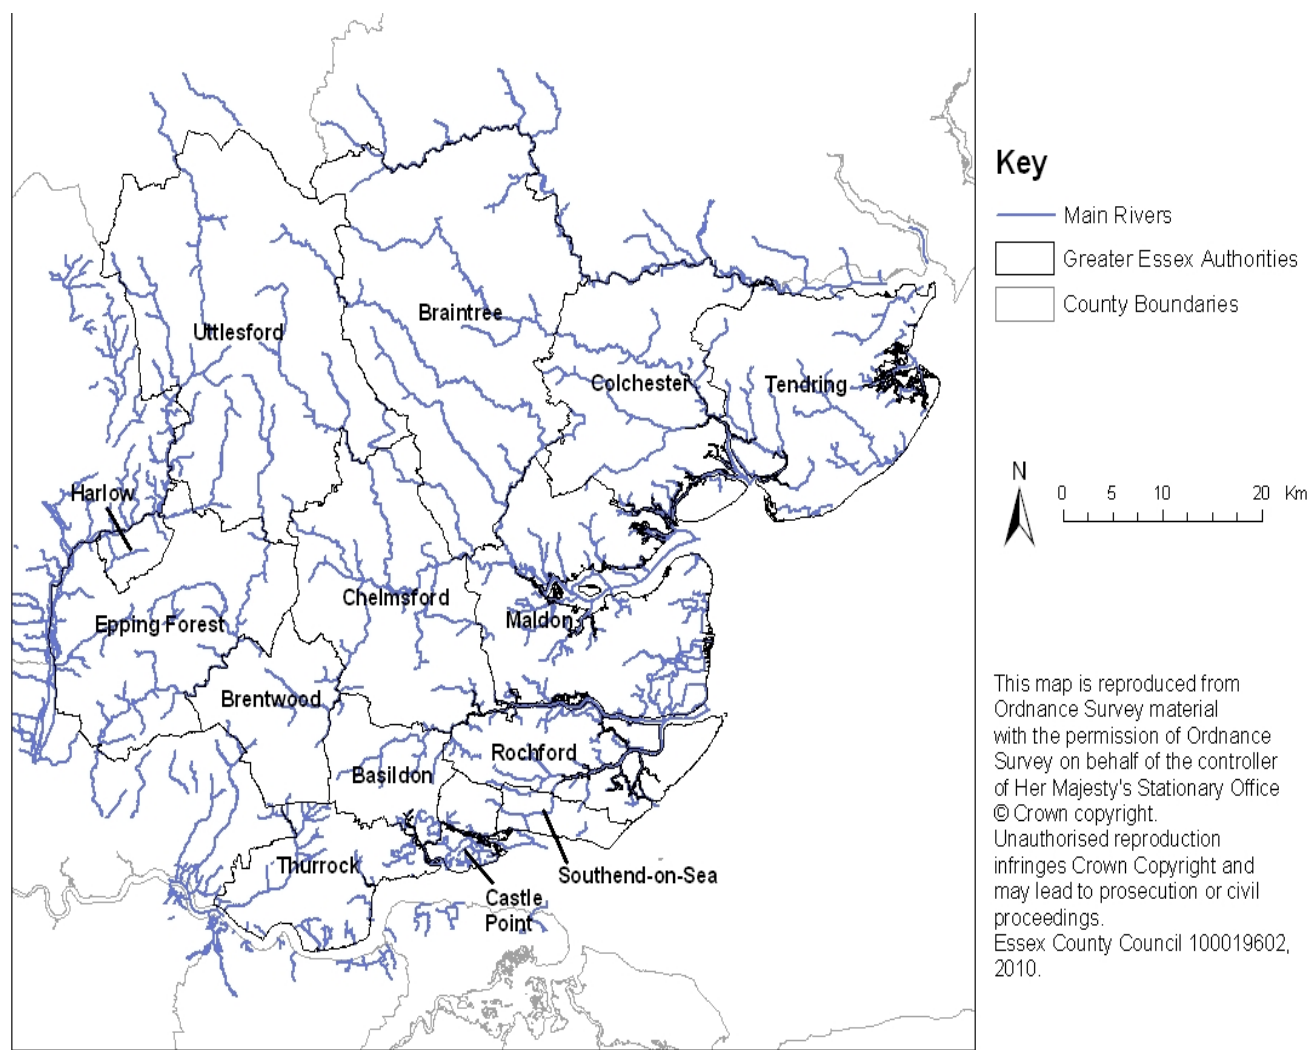 Uttlesford
Braintree
Colchester
Tendring
Harlow
Epping Forest
Chelmsford
Maldon
Brentwood
Basildon
Rochford
Thurrock
Southend-on-Sea
Castle
Point
Key
Main Rivers
Greater Essex Authorities
County Boundaries
N
0 5 10 20 Km
This map is reproduced from
Ordnance Survey material
with the permission of Ordnance
Survey on behalf of the controller
of Her Majesty's Stationary Office
© Crown copyright.
Unauthorised reproduction
infringes Crown Copyright and
may lead to prosecution or civil
proceedings.
Essex County Council 100019602,
2010.